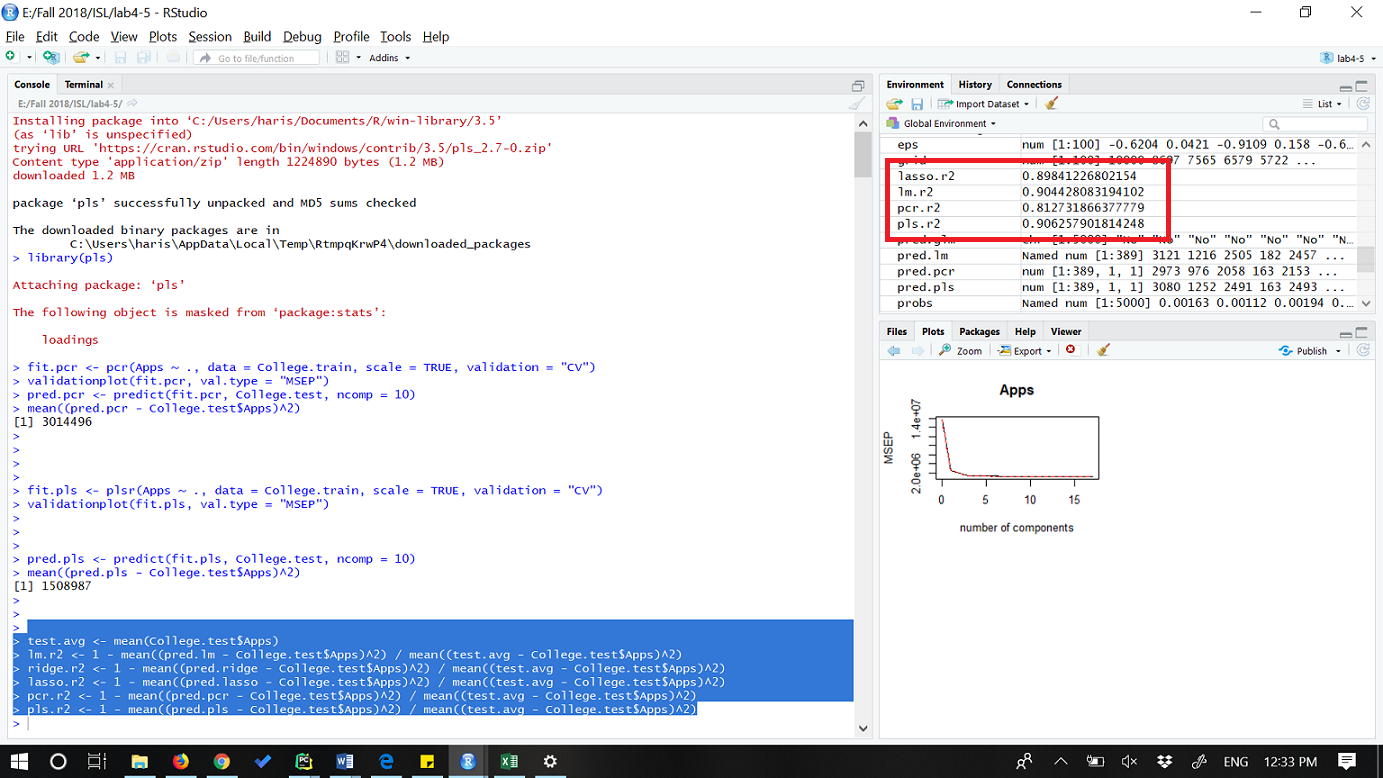 E:/Fall 2018/ISL/lab4-5 - RStudio
File Edit Code View Plots Session Build Debug Profile Tools Help
Go to file/function Addins
lab4-5
Console Terminal
E:/Fall 2018/ISL/lab4-5/
Installing package into ‘C:/Users/haris/Documents/R/win-library/3.5’
(as ‘lib’ is unspecified)
trying URL 'https://cran.rstudio.com/bin/windows/contrib/3.5/pls_2.7-0.zip'
Content type 'application/zip' length 1224890 bytes (1.2 MB)
downloaded 1.2 MB
package ‘pls’ successfully unpacked and MD5 sums checked
The downloaded binary packages are in
C:\Users\haris\AppData\Local\Temp\RtmpqKrwP4\downloaded_packages
> library(pls)
Attaching package: ‘pls’
The following object is masked from ‘package:stats’:
loadings
> fit.pcr <- pcr(Apps ~ ., data = College.train, scale = TRUE, validation = "CV")
> validationplot(fit.pcr, val.type = "MSEP")
> pred.pcr <- predict(fit.pcr, College.test, ncomp = 10)
> mean((pred.pcr - College.test$Apps)^2)
[1] 3014496
>
>
>
>
> fit.pls <- plsr(Apps ~ ., data = College.train, scale = TRUE, validation = "CV")
> validationplot(fit.pls, val.type = "MSEP")
>
>
>
> pred.pls <- predict(fit.pls, College.test, ncomp = 10)
> mean((pred.pls - College.test$Apps)^2)
[1] 1508987
>
>
>
> test.avg <- mean(College.test$Apps)
> lm.r2 <- 1 - mean((pred.lm - College.test$Apps)^2) / mean((test.avg - College.test$Apps)^2)
> ridge.r2 <- 1 - mean((pred.ridge - College.test$Apps)^2) / mean((test.avg - College.test$Apps)^2)
> lasso.r2 <- 1 - mean((pred.lasso - College.test$Apps)^2) / mean((test.avg - College.test$Apps)^2)
> pcr.r2 <- 1 - mean((pred.pcr - College.test$Apps)^2) / mean((test.avg - College.test$Apps)^2)
> pls.r2 <- 1 - mean((pred.pls - College.test$Apps)^2) / mean((test.avg - College.test$Apps)^2)
>
Environment History Connections
Import Dataset List
Global Environment
eps num [1:100] -0.6204 0.0421 -0.9109 0.158 -0.6...
grid num [1:100] 10000 8697 7565 6579 5722 ...
lasso.r2 0.89841226802154
lm.r2 0.904428083194102
pcr.r2 0.812731866377779
pls.r2 0.906257901814248
pred.glm chr [1:5000] "No" "No" "No" "No" "No" "No" "N...
pred.lm Named num [1:389] 3121 1216 2505 182 2457 ...
pred.pcr num [1:389, 1, 1] 2973 976 2058 163 2153 ...
pred.pls num [1:389, 1, 1] 3080 1252 2491 163 2493 ...
probs Named num [1:5000] 0.00163 0.00112 0.00194 0....
Files Plots Packages Help Viewer
Zoom Export Publish
Apps
MSEP
2.0e+06 1.4e+07
0 5 10 15
number of components
ENG 12:33 PM